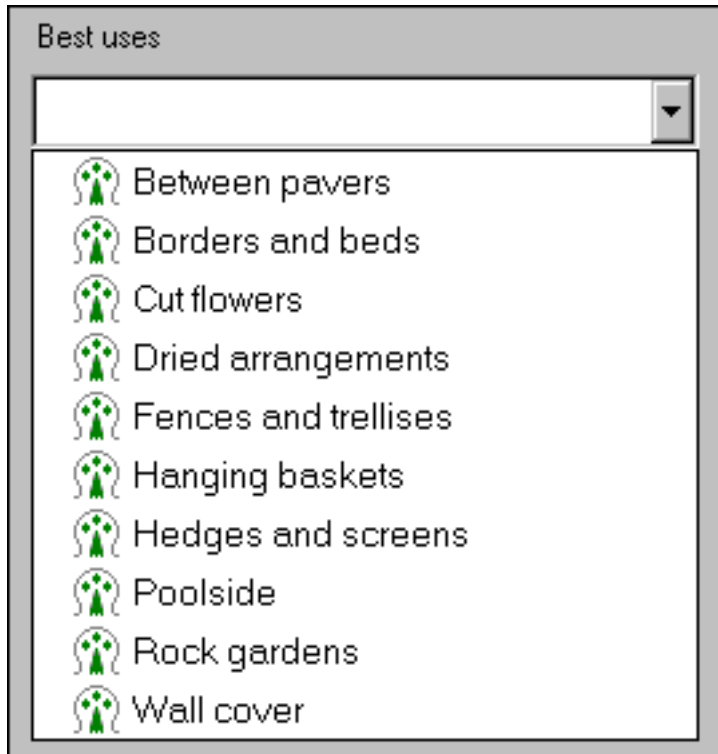 Best uses
Between pavers
Borders and beds
Cut flowers
Dried arrangements
Fences and trellises
Hanging baskets
Hedges and screens
Poolside
Rock gardens
Wall cover